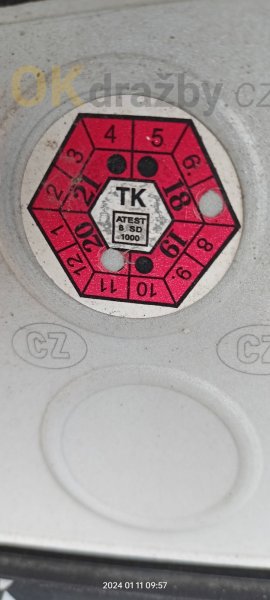 OKdražby.cz
4 5
3 6.
2 21 TK 18 7
ATEST
8 SD
1000
1 20 19 8
12 11 10 9.
CZ CZ
2024 01 11 09:57